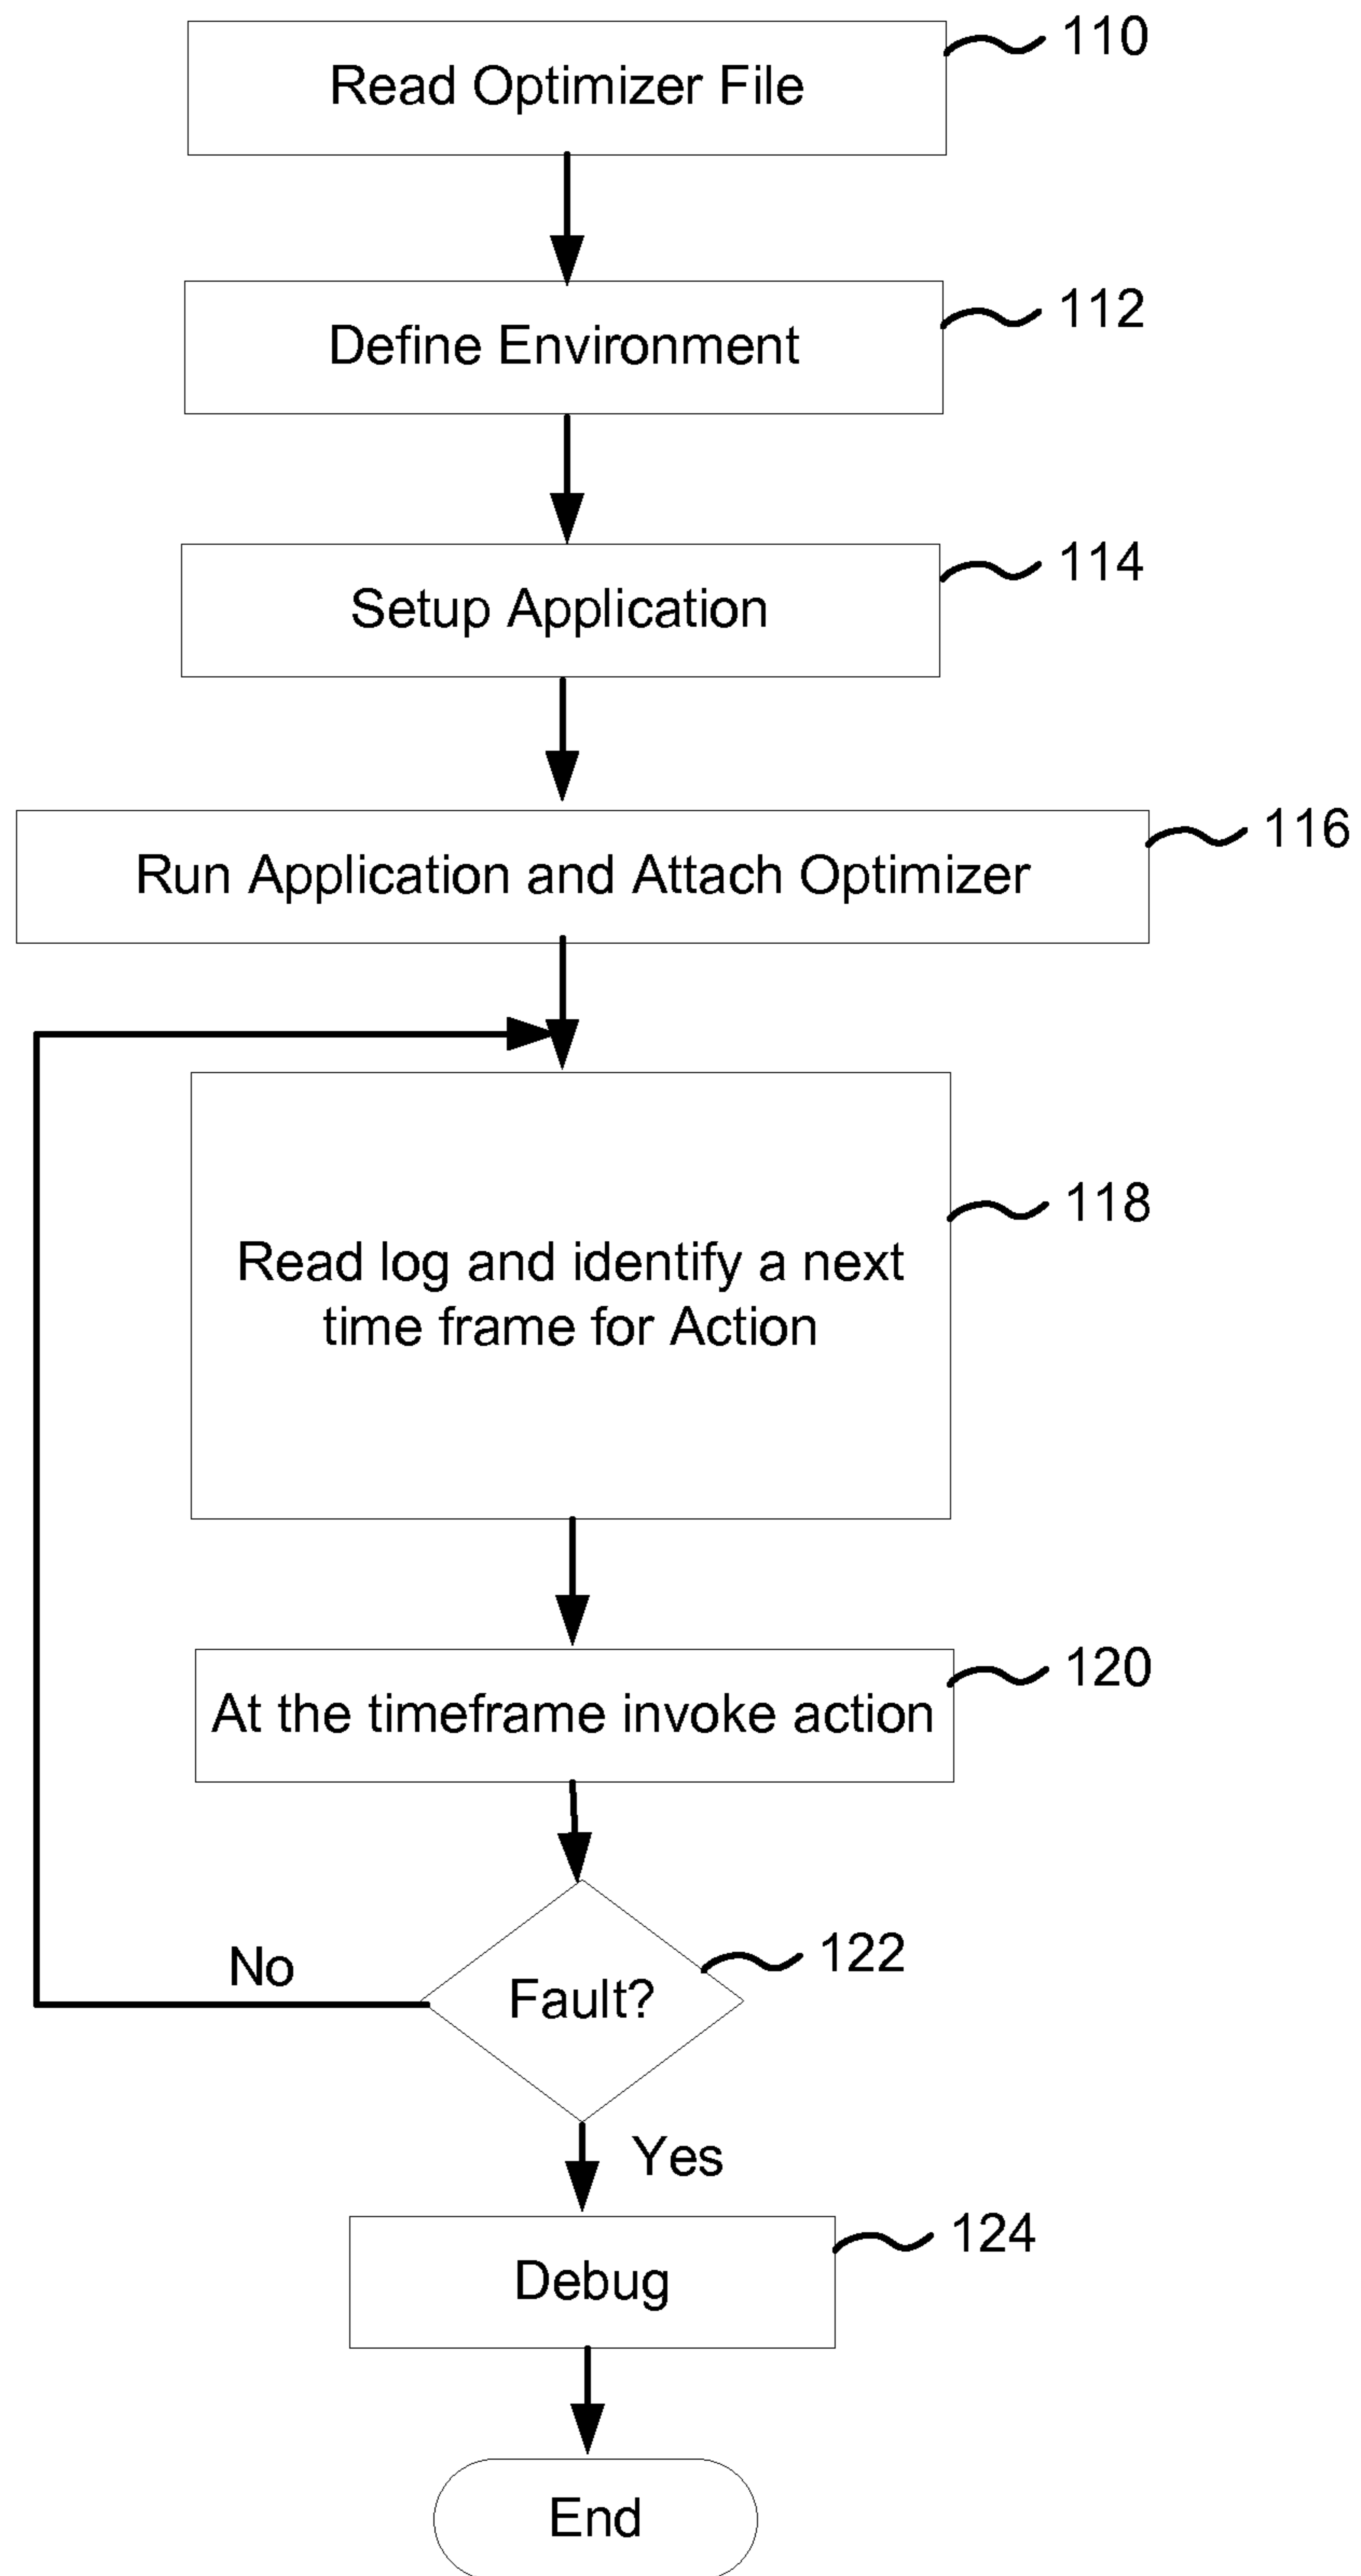 110
Read Optimizer File
112
Define Environment
114
Setup Application
116
Run Application and Attach Optimizer
118
Read log and identify a next
time frame for Action
120
At the timeframe invoke action
122
No
Fault?
Yes
124
Debug
End